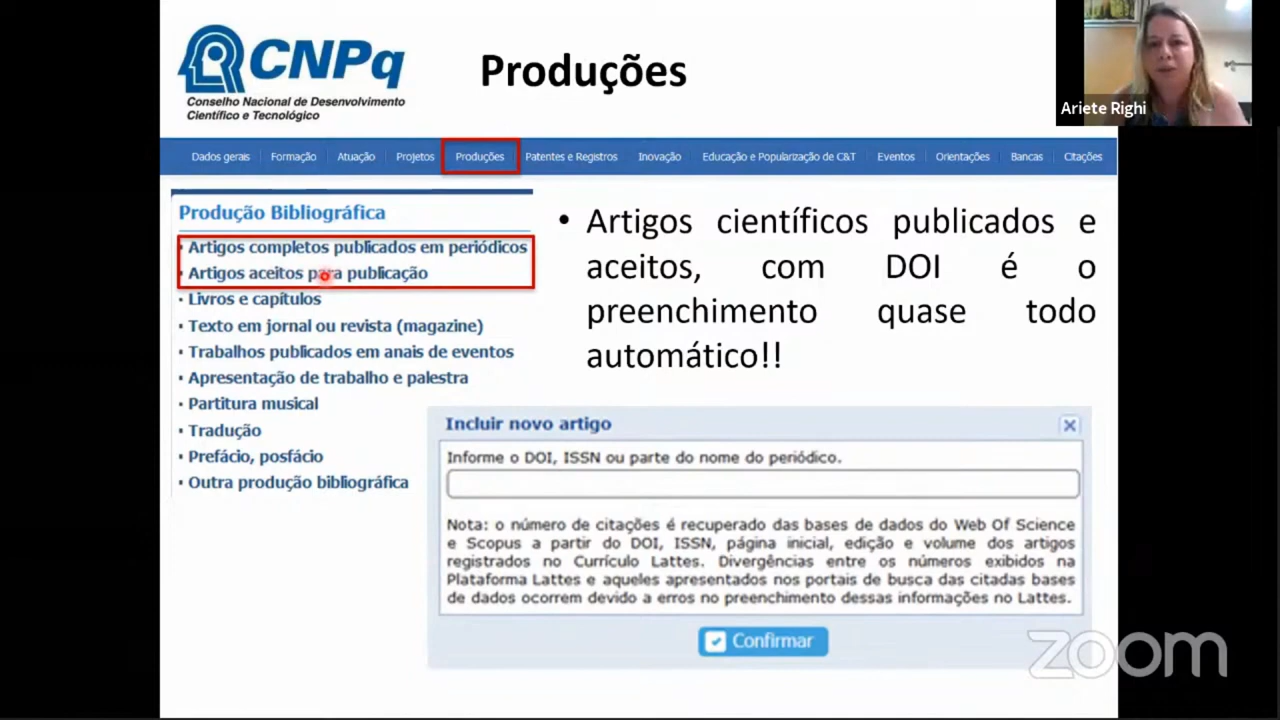 CNPq
Conselho Nacional de Desenvolvimento
Científico e Tecnológico
Produções
Ariete Righi
Dados gerais
Formação
Atuação
Projetos
Produções
Patentes e Registros
Inovação
Educação e Popularização de C&T
Eventos
Orientações
Bancas
Citações
Produção Bibliográfica
· Artigos completos publicados em periódicos
· Artigos aceitos para publicação
· Livros e capítulos
· Texto em jornal ou revista (magazine)
· Trabalhos publicados em anais de eventos
· Apresentação de trabalho e palestra
· Partitura musical
· Tradução
· Prefácio, posfácio
· Outra produção bibliográfica
• Artigos científicos publicados e
aceitos, com DOI é o
preenchimento quase todo
automático!!
Incluir novo artigo
Informe o DOI, ISSN ou parte do nome do periódico.
Nota: o número de citações é recuperado das bases de dados do Web Of Science
e Scopus a partir do DOI, ISSN, página inicial, edição e volume dos artigos
registrados no Currículo Lattes. Divergências entre os números exibidos na
Plataforma Lattes e aqueles apresentados nos portais de busca das citadas bases
de dados ocorrem devido a erros no preenchimento dessas informações no Lattes.
Confirmar
zoom